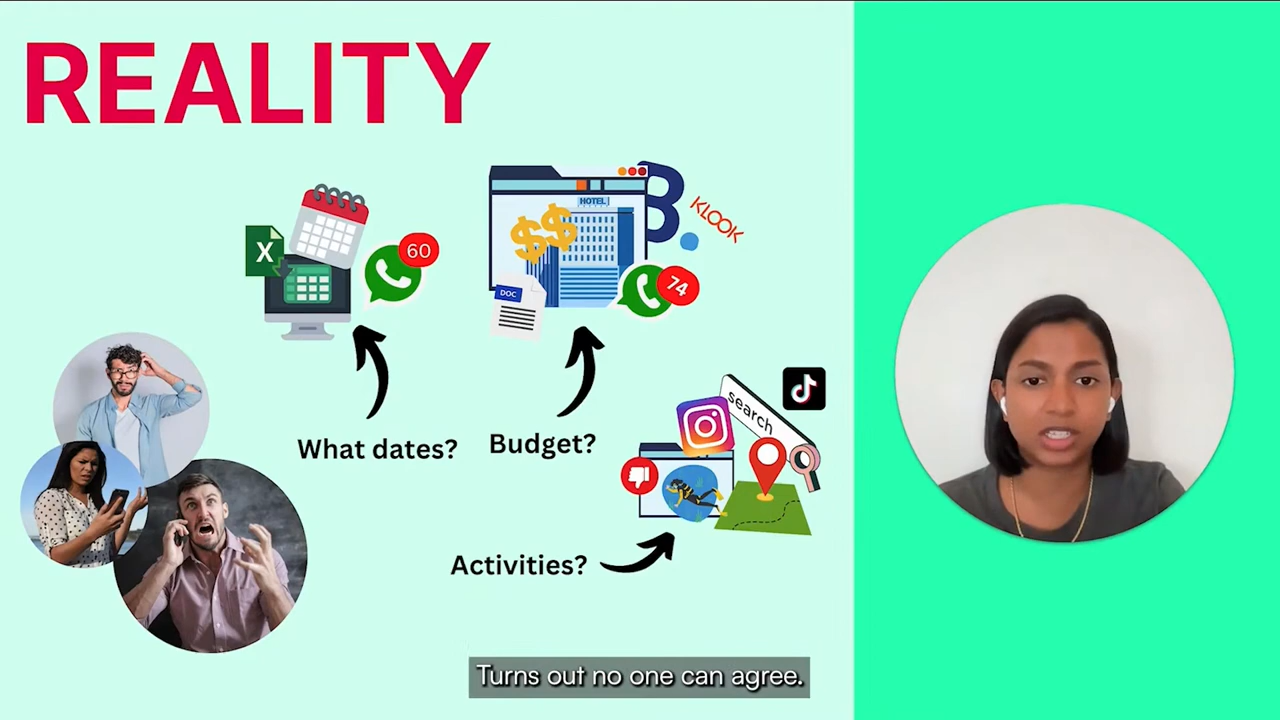 REALITY
HOTEL
B.
KLOOK
X
60
$$
74
DOC
What dates?
Budget?
search
Activities?
Turns out no one can agree.